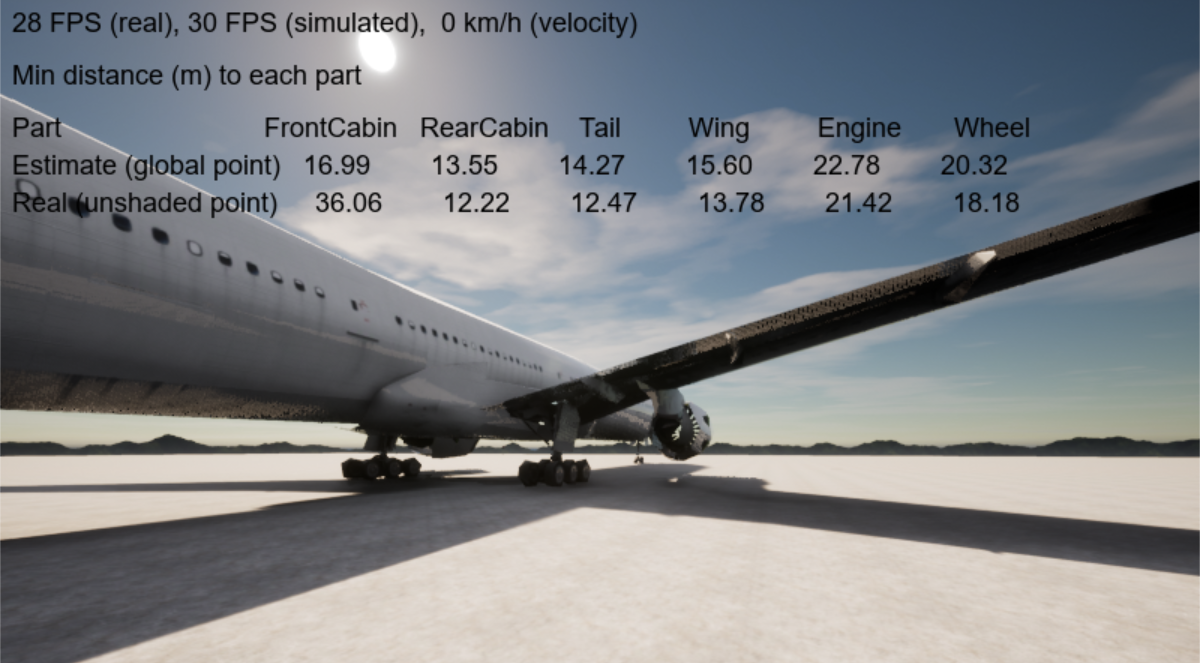 28 FPS (real), 30 FPS (simulated), 0 km/h (velocity)
Min distance (m) to each part
Part FrontCabin RearCabin Tail Wing Engine Wheel
Estimate (global point) 16.99 13.55 14.27 15.60 22.78 20.32
Real (unshaded point) 36.06 12.22 12.47 13.78 21.42 18.18